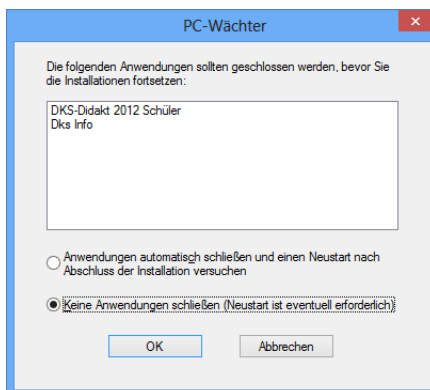 PC-Wächter
Die folgenden Anwendungen sollten geschlossen werden, bevor Sie
die Installationen fortsetzen:
DKS-Didakt 2012 Schüler
Dks Info
Anwendungen automatisch schließen und einen Neustart nach
Abschluss der Installation versuchen
Keine Anwendungen schließen (Neustart ist eventuell erforderlich)
OK
Abbrechen